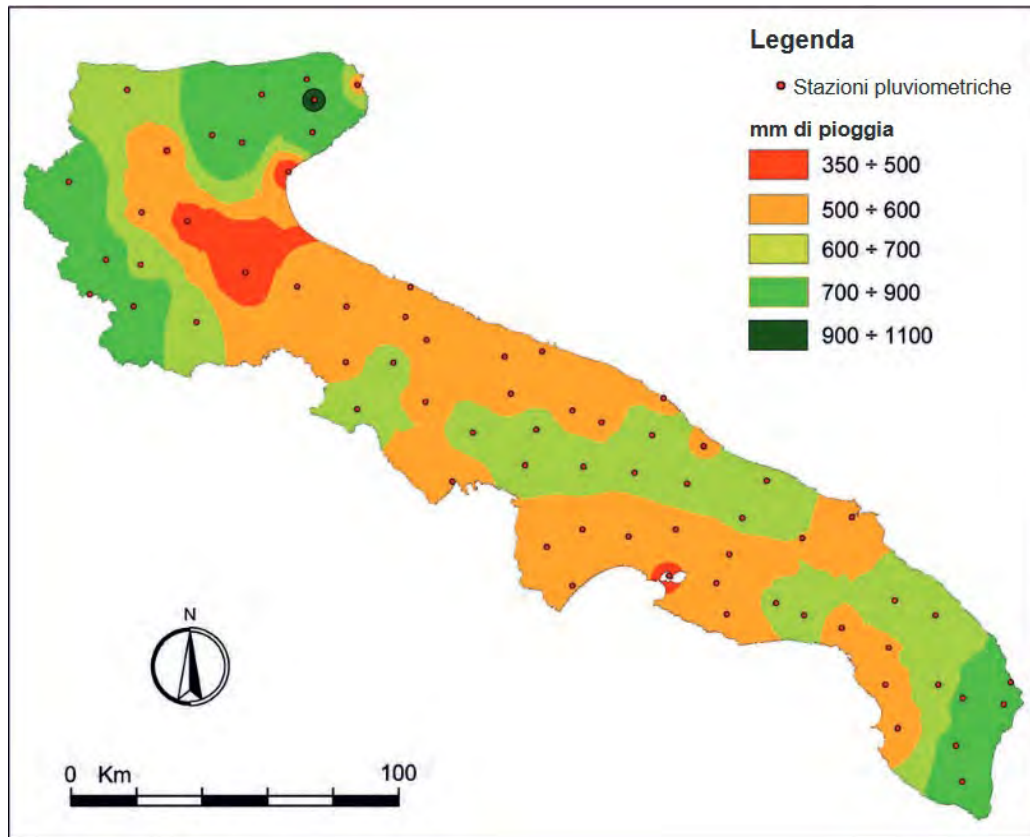 Legenda
Stazioni pluviometriche
mm di pioggia
350 ÷ 500
500 ÷ 600
600 ÷ 700
700 ÷ 900
900 ÷ 1100
N
0 Km 100